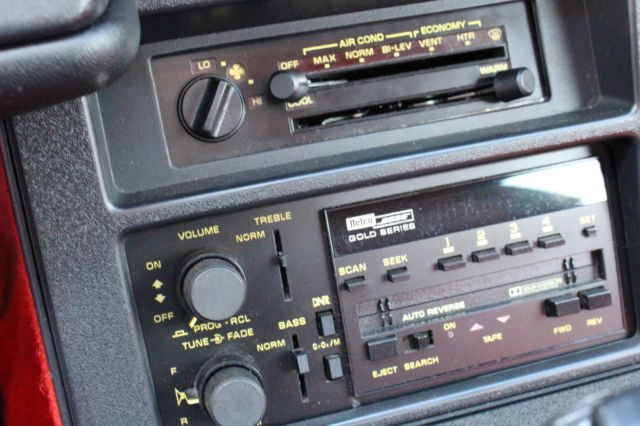 AIR COND ECONOMY
LO OFF MAX NORM BI-LEV VENT HTR
HI COOL WARM
VOLUME TREBLE
NORM
ON
OFF
PROG - RCL
TUNE FADE
BASS
NORM
F
R
DNR
Delco
GOLD SERIES
SCAN SEEK 1 2 3 4 SET
AUTO REVERSE
ON TAPE FWD REV
EJECT SEARCH